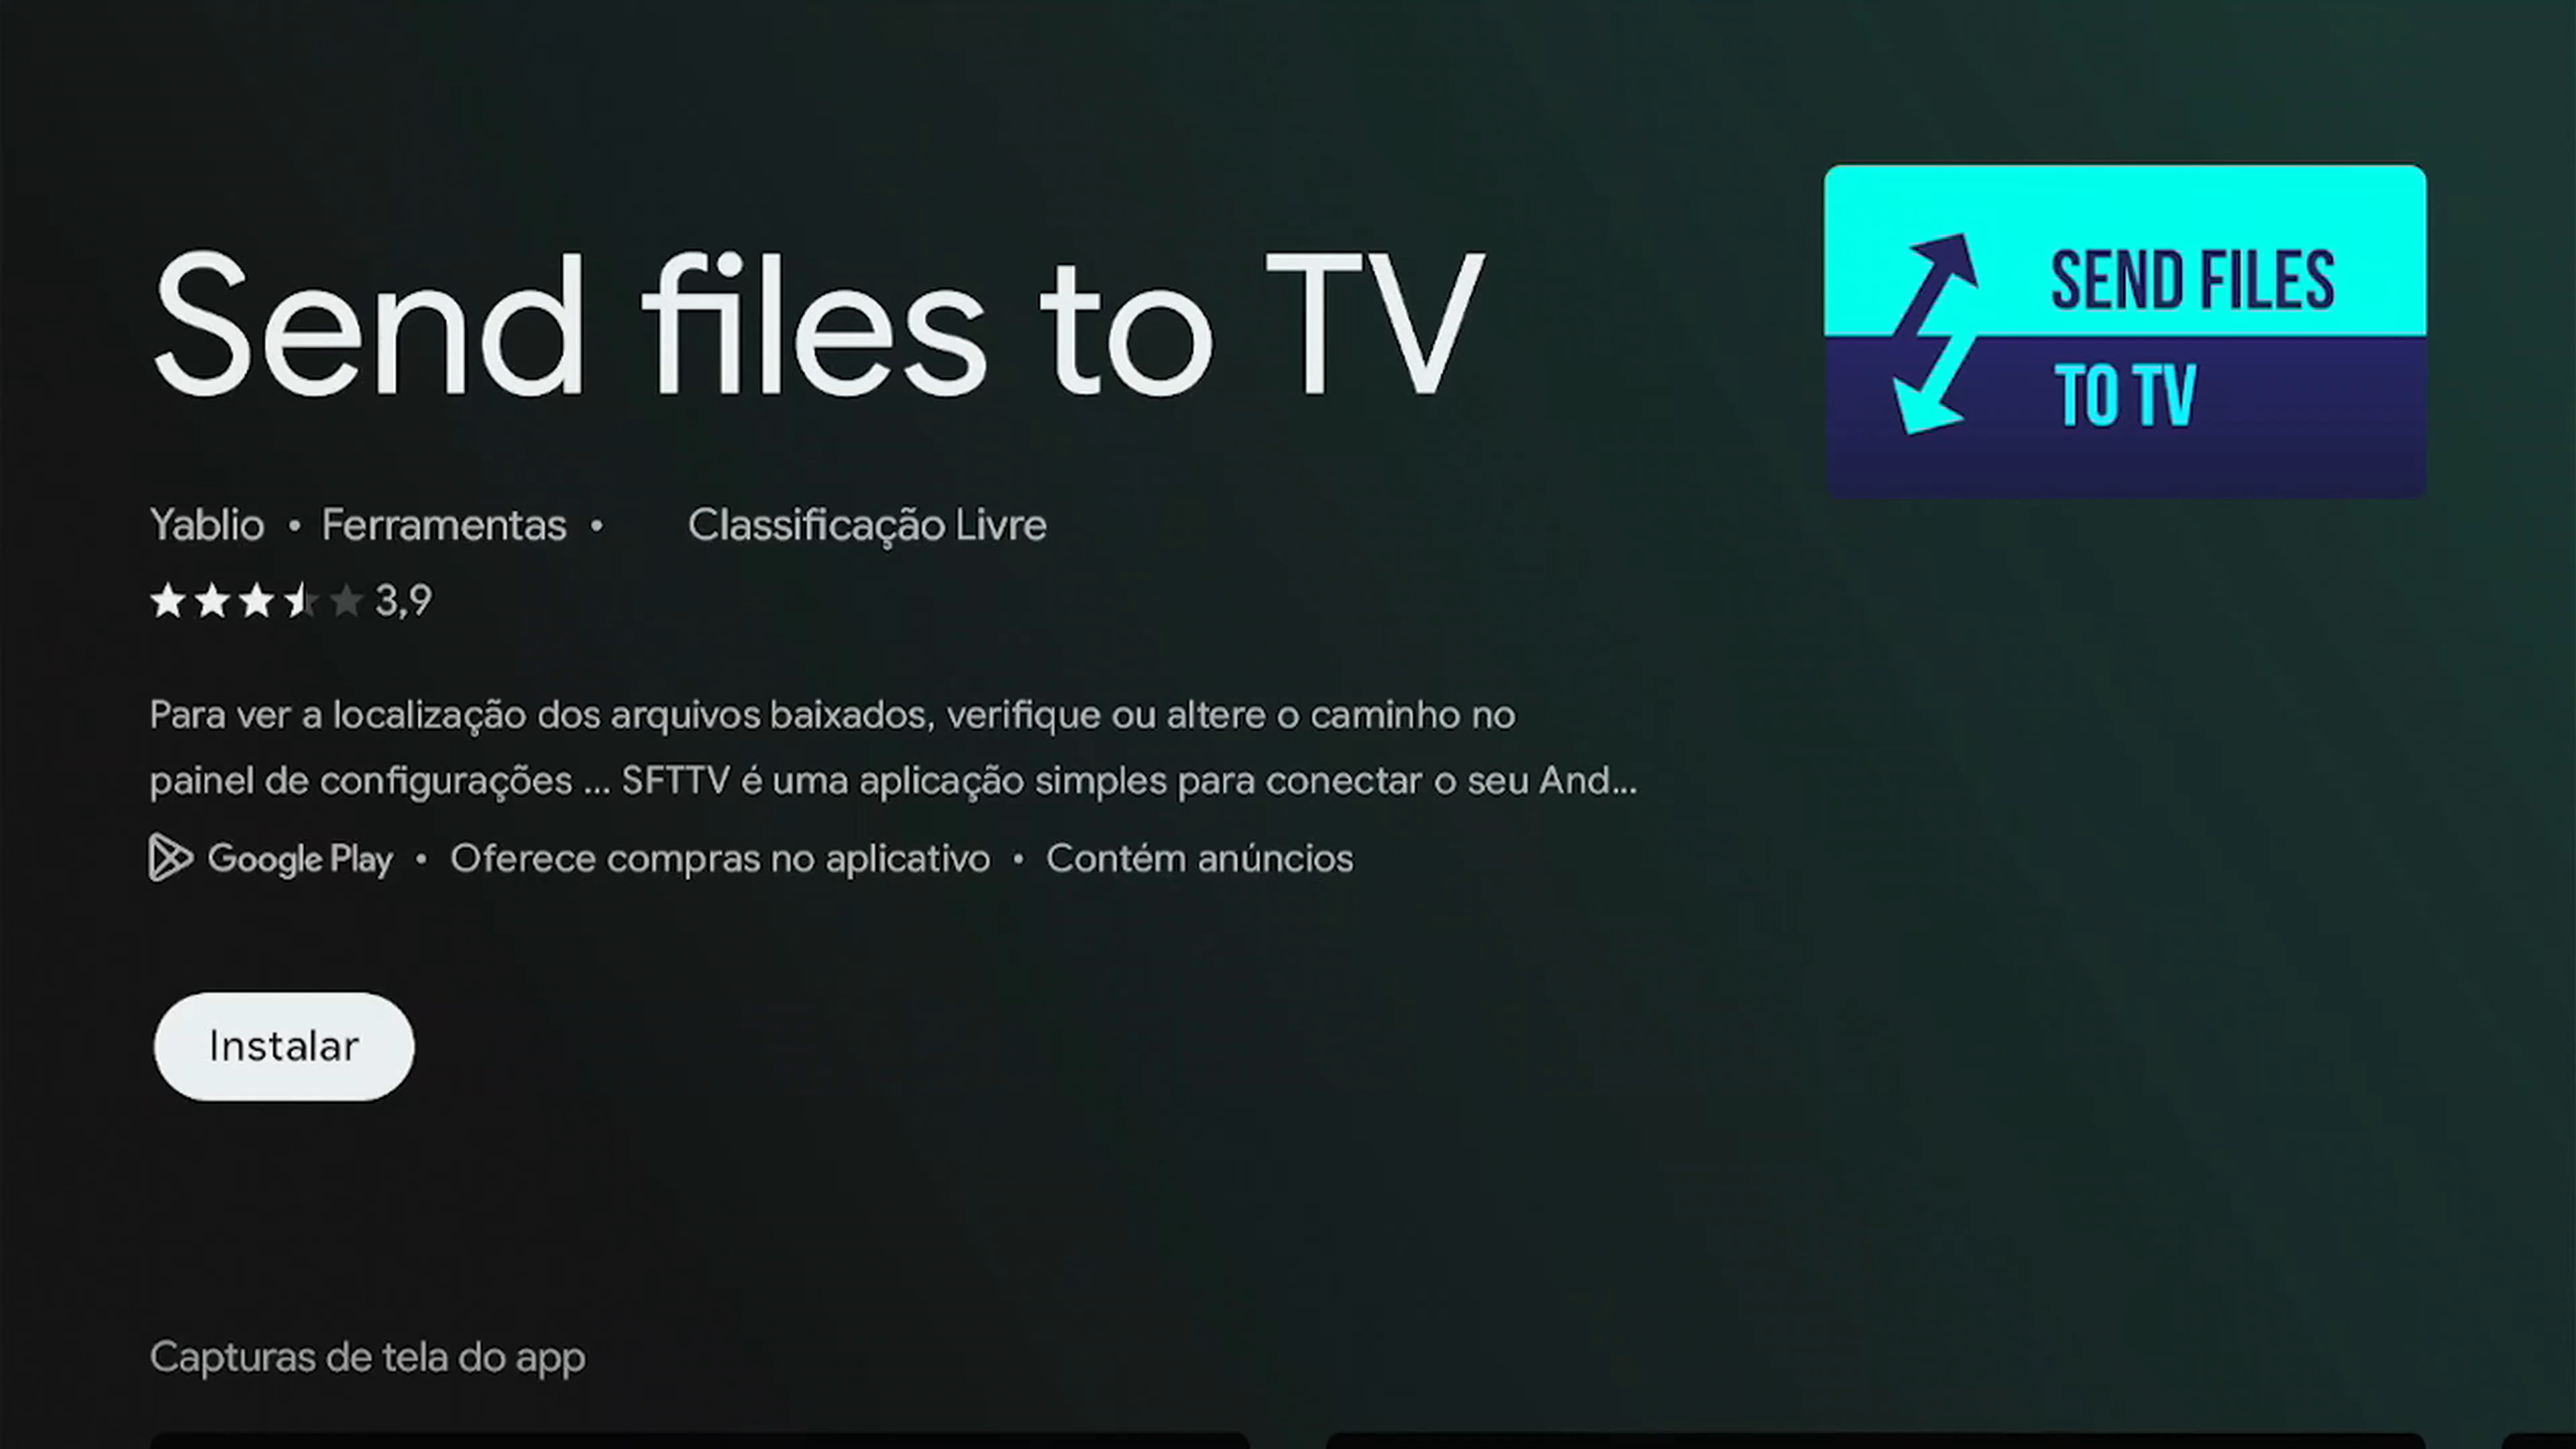 Send files to TV
SEND FILES
TO TV
Yablio • Ferramentas • Classificação Livre
3,9
Para ver a localização dos arquivos baixados, verifique ou altere o caminho no
painel de configurações ... SFTTV é uma aplicação simples para conectar o seu And...
Google Play • Oferece compras no aplicativo • Contém anúncios
Instalar
Capturas de tela do app